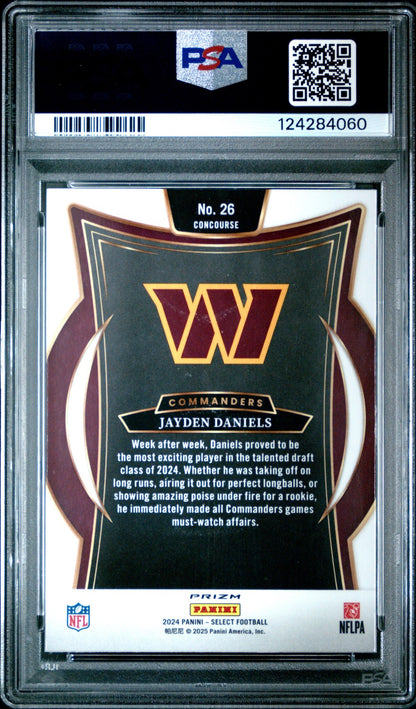 PSA
124284060
No. 26
CONCOURSE
W
COMMANDERS
JAYDEN DANIELS
Week after week, Daniels proved to be
the most exciting player in the talented draft
class of 2024. Whether he was taking off on
long runs, airing it out for perfect longballs, or
showing amazing poise under fire for a rookie,
he immediately made all Commanders games
must-watch affairs.
PRIZM
PANINI
NFL
2024 PANINI – SELECT FOOTBALL
帕尼尼 © 2025 Panini America, Inc.
NFLPA
PSA